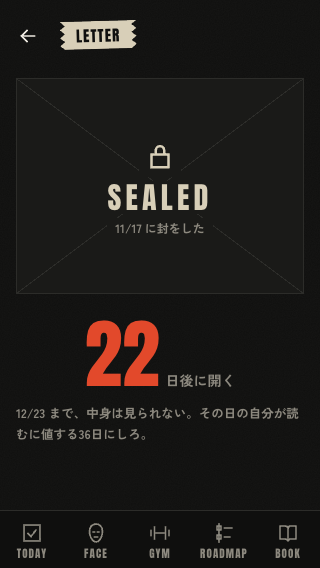 LETTER
SEALED
11/17 に封をした
22 日後に開く
12/23 まで、中身は見られない。その日の自分が読
むに値する36日にしろ。
TODAY FACE GYM ROADMAP BOOK